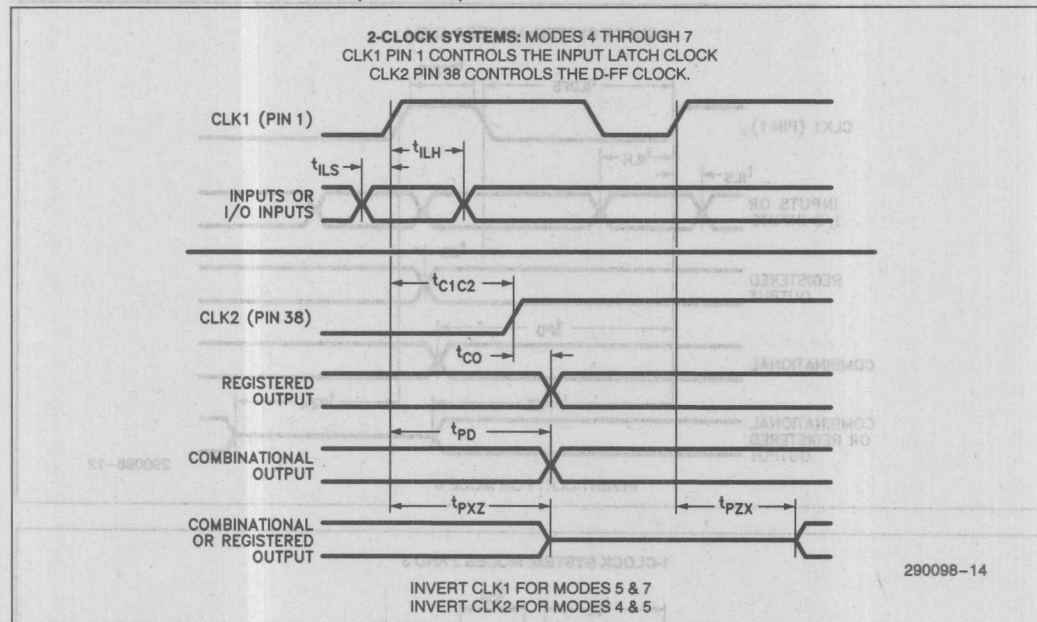 2-CLOCK SYSTEMS: MODES 4 THROUGH 7
CLK1 PIN 1 CONTROLS THE INPUT LATCH CLOCK
CLK2 PIN 38 CONTROLS THE D-FF CLOCK.
CLK1 (PIN 1)
tILS
tILH
INPUTS OR
I/O INPUTS
tC1C2
CLK2 (PIN 38)
tCO
REGISTERED
OUTPUT
tPD
COMBINATIONAL
OUTPUT
tPXZ
tPZX
COMBINATIONAL
OR REGISTERED
OUTPUT
290098-14
INVERT CLK1 FOR MODES 5 & 7
INVERT CLK2 FOR MODES 4 & 5